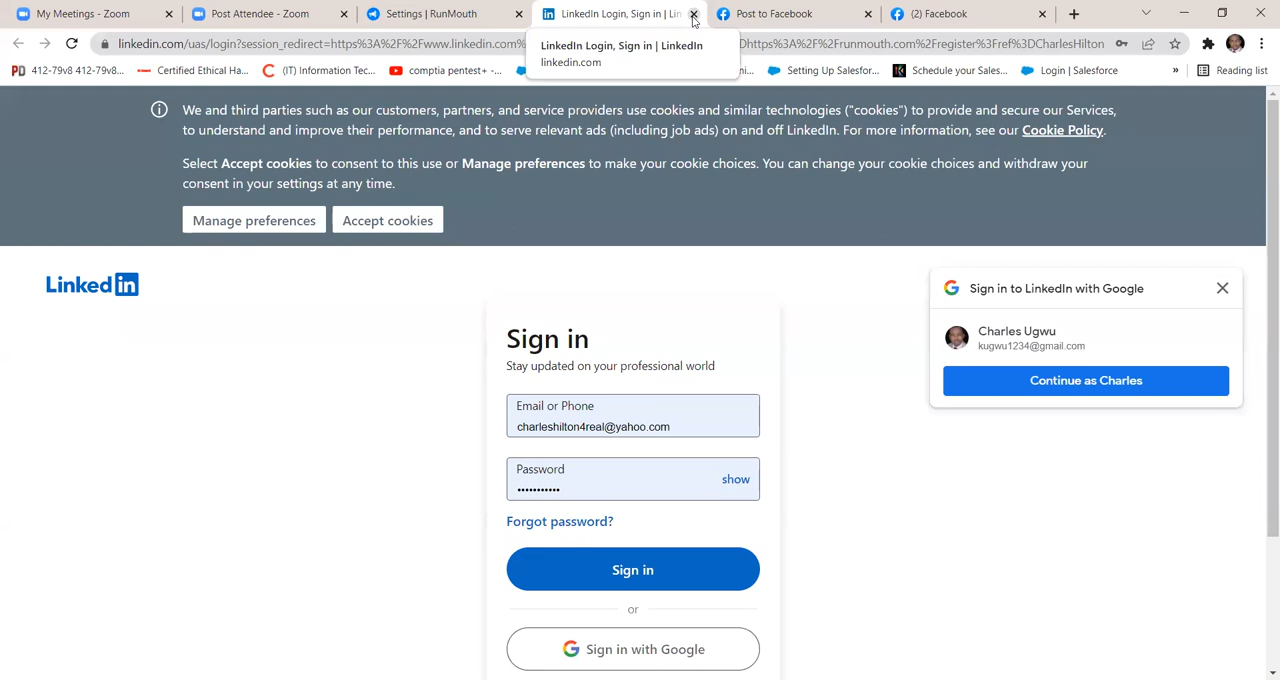 My Meetings - Zoom
Post Attendee - Zoom
Settings | RunMouth
LinkedIn Login, Sign in | Lin
Post to Facebook
(2) Facebook
linkedin.com/uas/login?session_redirect=https%3A%2F%2Fwww.linkedin.com%
Dhttps%3A%2F%2Frunmouth.com%2Fregister%3Fref%3DCharlesHilton
LinkedIn Login, Sign in | LinkedIn
linkedin.com
412-79v8 412-79v8...
Certified Ethical Ha...
(IT) Information Tec...
comptia pentest+ -...
ni...
Setting Up Salesfor...
Schedule your Sales...
Login | Salesforce
»
Reading list
We and third parties such as our customers, partners, and service providers use cookies and similar technologies ("cookies") to provide and secure our Services,
to understand and improve their performance, and to serve relevant ads (including job ads) on and off LinkedIn. For more information, see our Cookie Policy.
Select Accept cookies to consent to this use or Manage preferences to make your cookie choices. You can change your cookie choices and withdraw your
consent in your settings at any time.
Manage preferences
Accept cookies
LinkedIn
Sign in to LinkedIn with Google
Charles Ugwu
kugwu1234@gmail.com
Continue as Charles
Sign in
Stay updated on your professional world
Email or Phone
charleshilton4real@yahoo.com
Password
•••••••••••
show
Forgot password?
Sign in
or
Sign in with Google